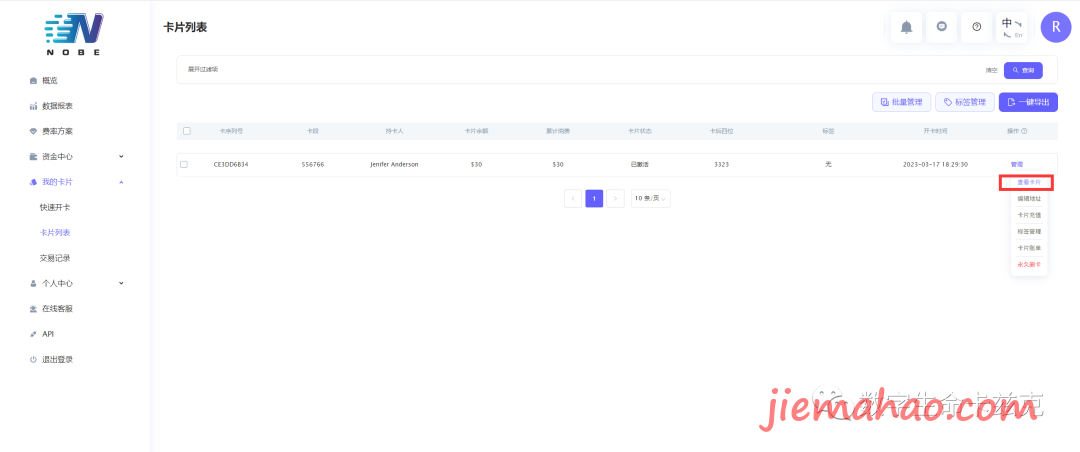 NOBE
卡片列表
中
En
R
概览
数据报表
费率方案
资金中心
我的卡片
快速开卡
卡片列表
交易记录
个人中心
在线客服
API
退出登录
展开过滤项
清空
查询
批量管理
标签管理
一键导出
卡序列号 卡段 持卡人 卡片余额 累计消费 卡片状态 卡后四位 标签 开卡时间 操作
CE3DD6B34 556766 Jenifer Anderson $30 $30 已激活 3323 无 2023-03-17 18:29:30 管理
查看卡片
编辑地址
卡片充值
标签管理
卡片账单
永久删卡
< 1 > 10 条/页
数字生命卡兹克
jiemahao.com